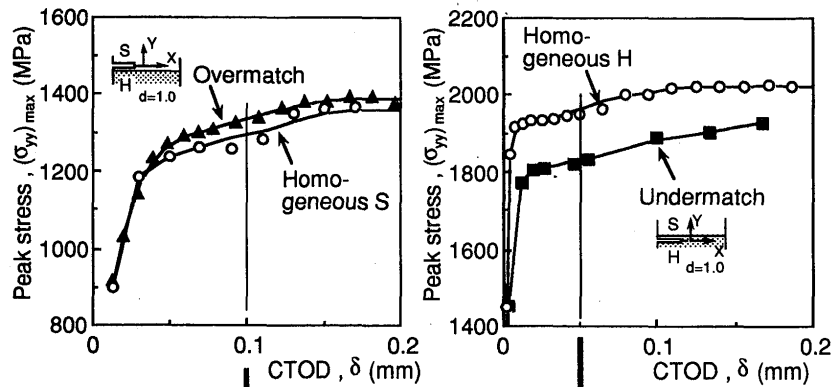 Peak stress, (σyy)max (MPa)
1600
1400
1200
1000
800
0
0.1
0.2
CTOD, δ (mm)
S
Y
X
H
d=1.0
Overmatch
Homo-
geneous S
Peak stress, (σyy)max (MPa)
2200
2000
1800
1600
1400
0
0.1
0.2
CTOD, δ (mm)
Homo-
geneous H
Undermatch
S
Y
H
X
d=1.0